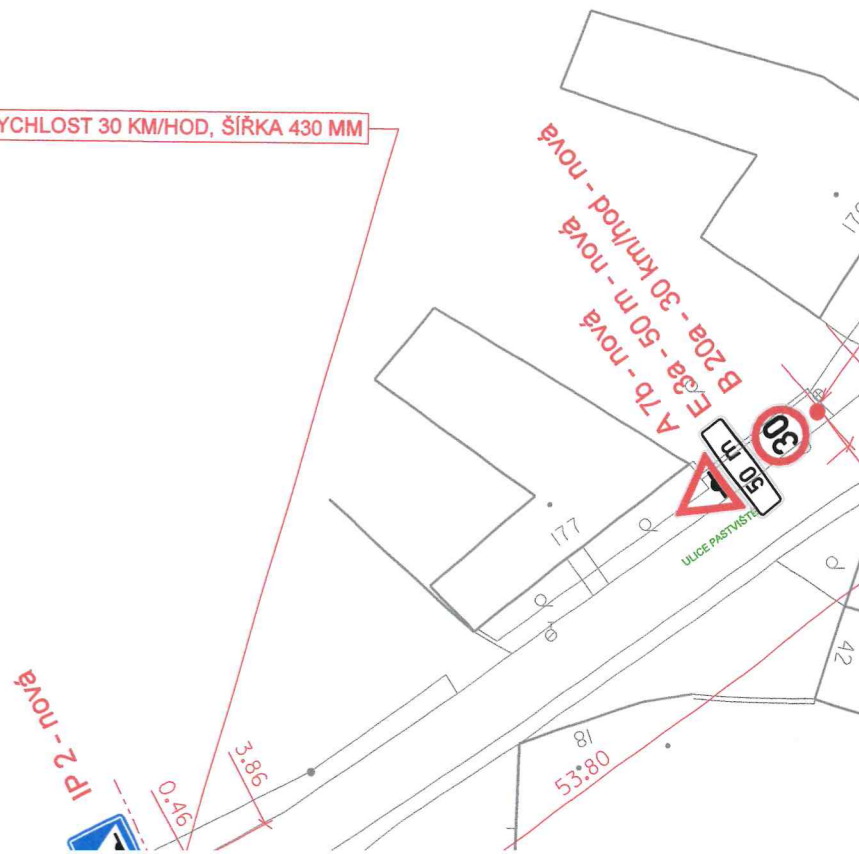 YCHLOST 30 KM/HOD, ŠÍŘKA 430 MM
A 7b - nová
E 3a - 50 m - nová
B 20a - 30 km/hod - nová
30
50 m
ULICE PASTVIŠTĚ
177
42
81
53.80
3.86
0.46
IP 2 - nová